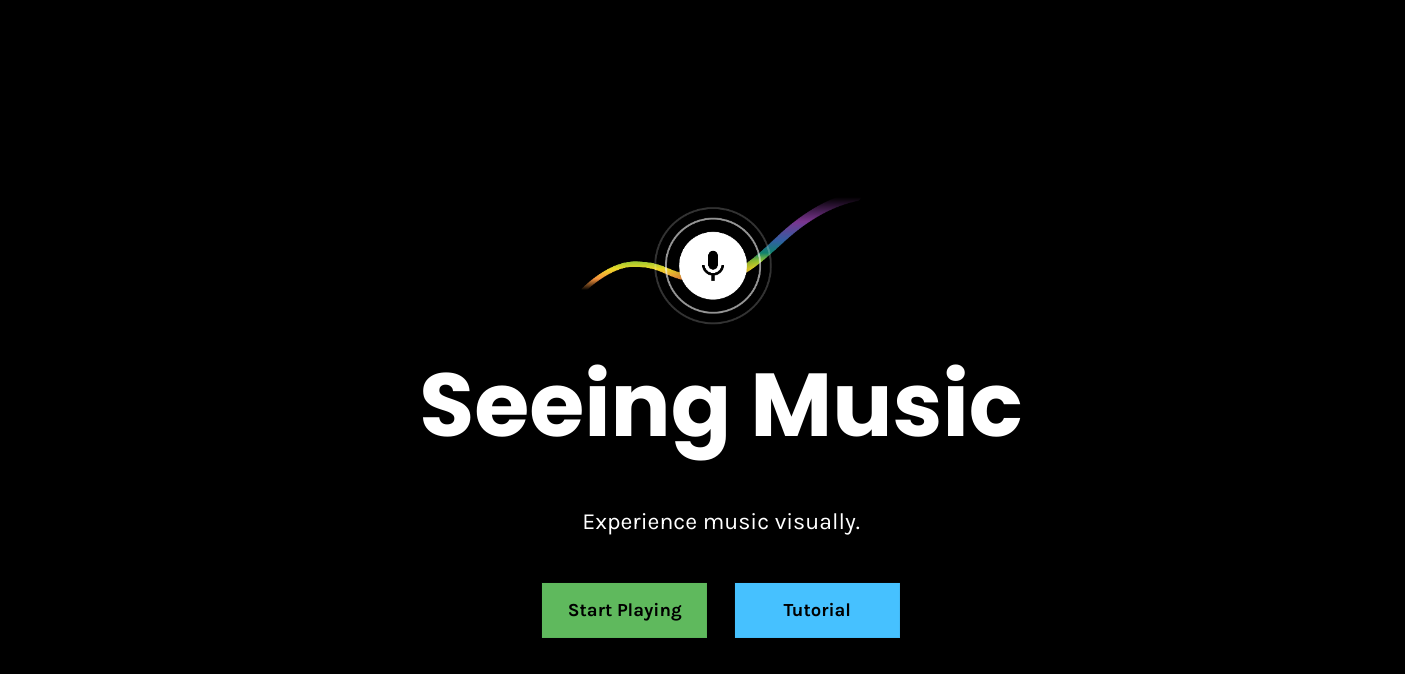 Seeing Music
Experience music visually.
Start Playing
Tutorial